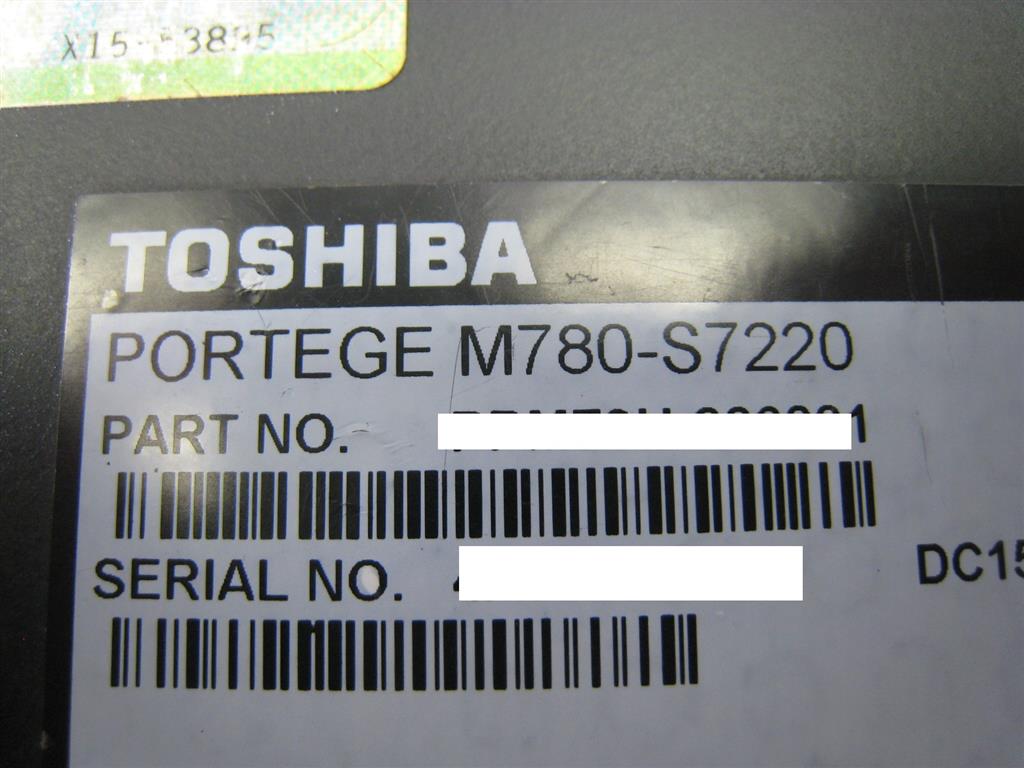 TOSHIBA
PORTEGE M780-S7220
PART NO.
SERIAL NO.
DC15